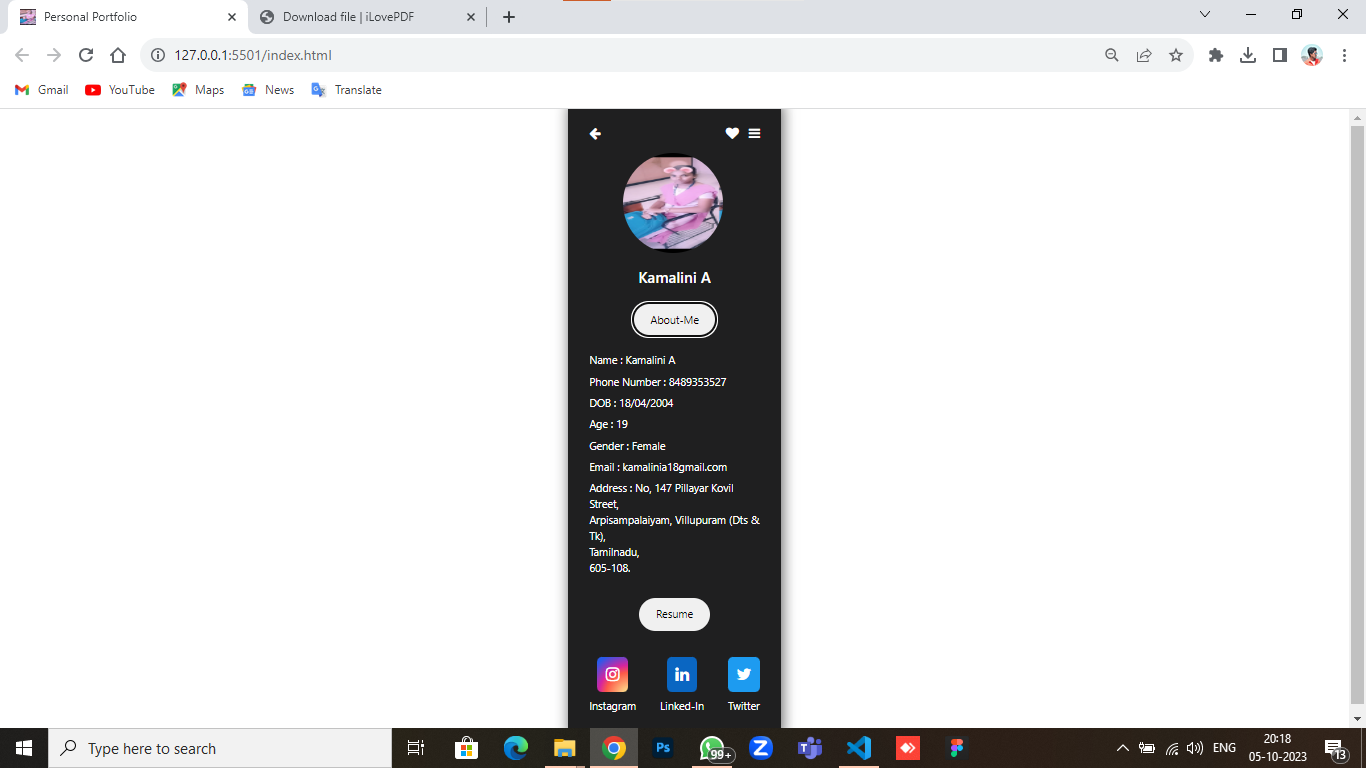 Personal Portfolio
Download file | iLovePDF
127.0.0.1:5501/index.html
Gmail
YouTube
Maps
News
Translate
Kamalini A
About-Me
Name : Kamalini A
Phone Number : 8489353527
DOB : 18/04/2004
Age : 19
Gender : Female
Email : kamalinia18gmail.com
Address : No, 147 Pillayar Kovil
Street,
Arpisampalaiyam, Villupuram (Dts &
Tk),
Tamilnadu,
605-108.
Resume
in
Instagram
Linked-In
Twitter
Type here to search
Ps
99+
Z
ENG
20:18
05-10-2023
13